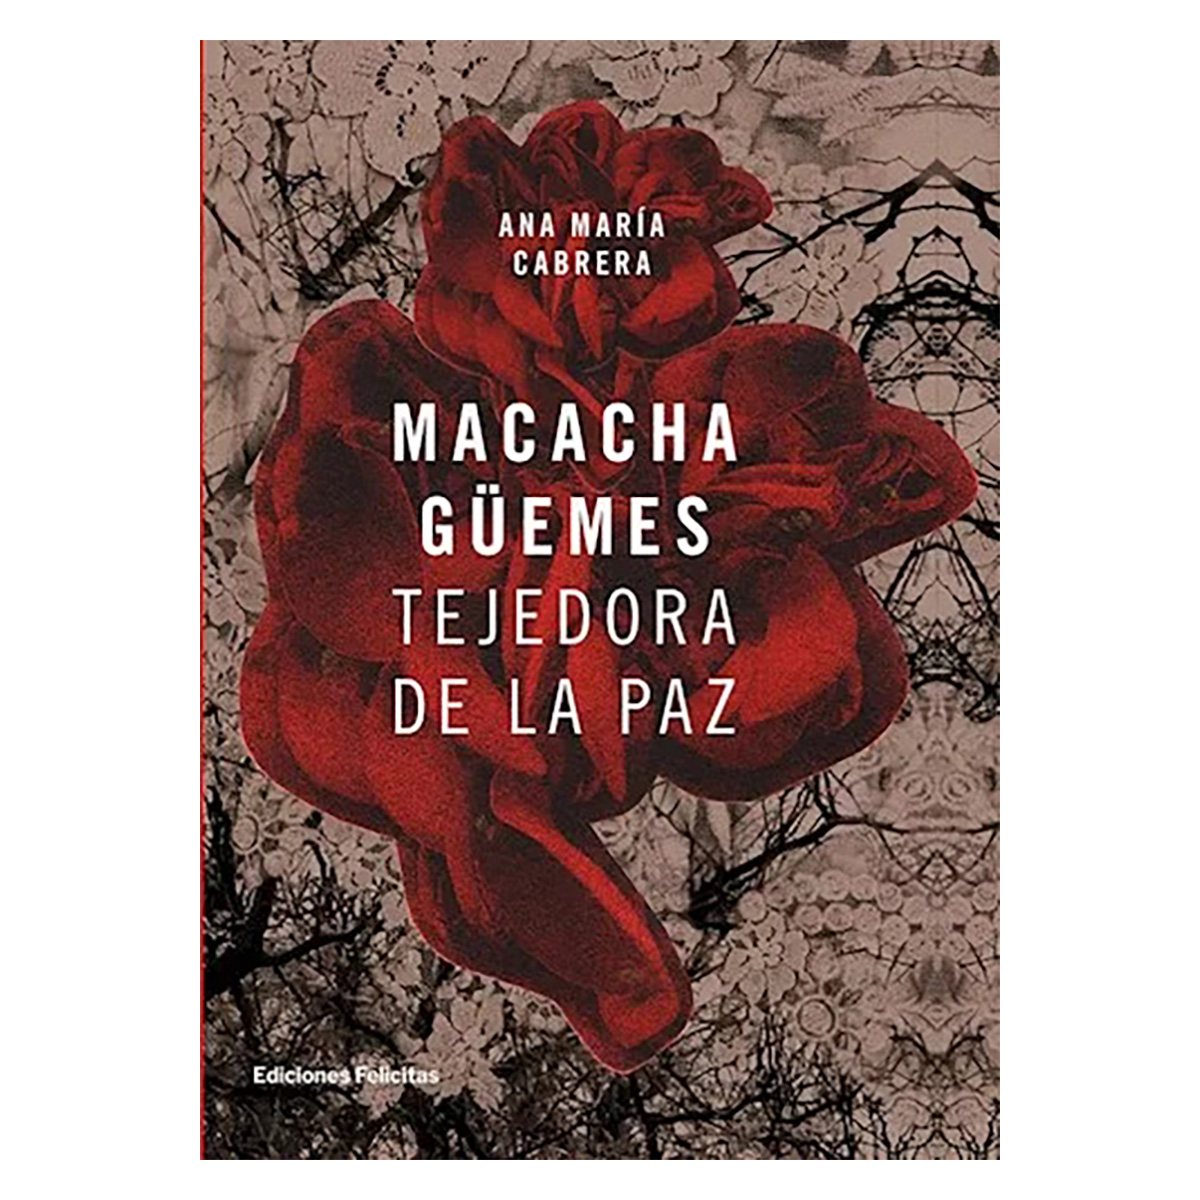 ANA MARÍA
CABRERA
MACACHA
GÜEMES
TEJEDORA
DE LA PAZ
Ediciones Felicitas